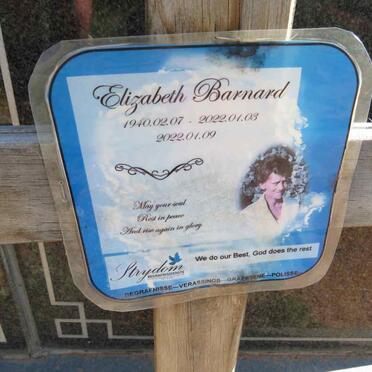 Elizabeth Barnard
1940.02.07 - 2022.01.03
2022.01.09
May your soul
Rest in peace
And rise again in glory
We do our Best, God does the rest
Strydom
BEGRAFNISSE—VERASSINGS—GRAFSTENE—POLISSE